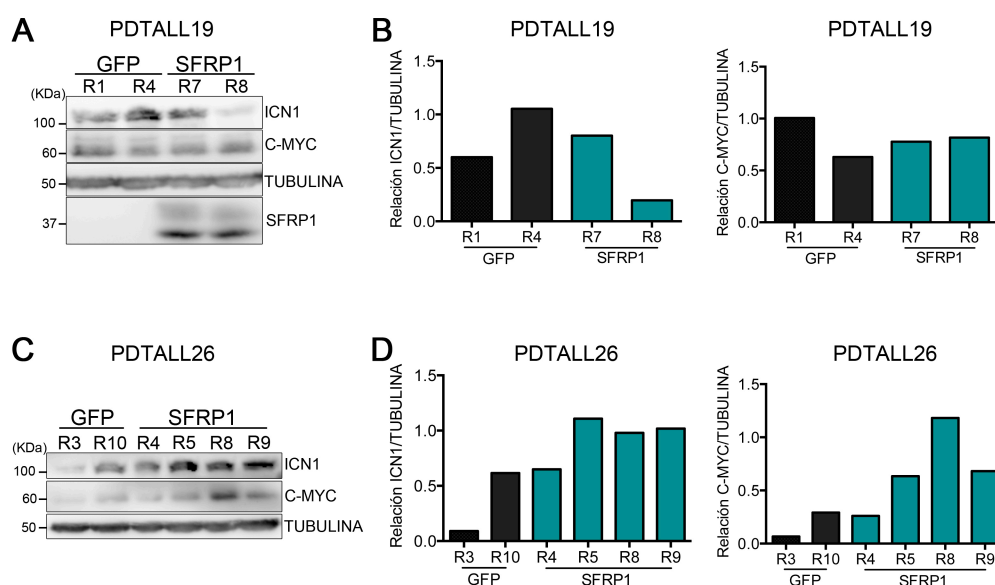 A
PDTALL19
GFP SFRP1
(KDa) R1 R4 R7 R8
100 ICN1
60 C-MYC
50 TUBULINA
37 SFRP1
B
PDTALL19
Relación ICN1/TUBULINA
1.5
1.0
0.5
0.0
R1 R4 R7 R8
GFP SFRP1
PDTALL19
Relación C-MYC/TUBULINA
1.5
1.0
0.5
0.0
R1 R4 R7 R8
GFP SFRP1
C
PDTALL26
GFP SFRP1
(KDa) R3 R10 R4 R5 R8 R9
100 ICN1
60 C-MYC
50 TUBULINA
D
PDTALL26
Relación ICN1/TUBULINA
1.5
1.0
0.5
0.0
R3 R10 R4 R5 R8 R9
GFP SFRP1
PDTALL26
Relación C-MYC/TUBULINA
1.5
1.0
0.5
0.0
R3 R10 R4 R5 R8 R9
GFP SFRP1